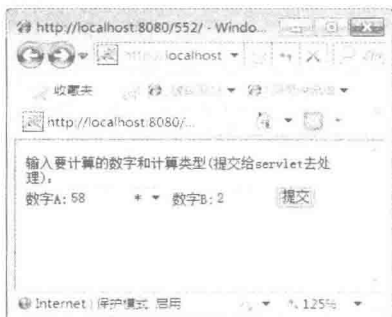 http://localhost:8080/552/ - Windo...
localhost
收藏夹
http://localhost:8080/...
输入要计算的数字和计算类型(提交给servlet去处
理),
数字A: 58 * 数字B: 2 提交
Internet | 保护模式: 启用 125%